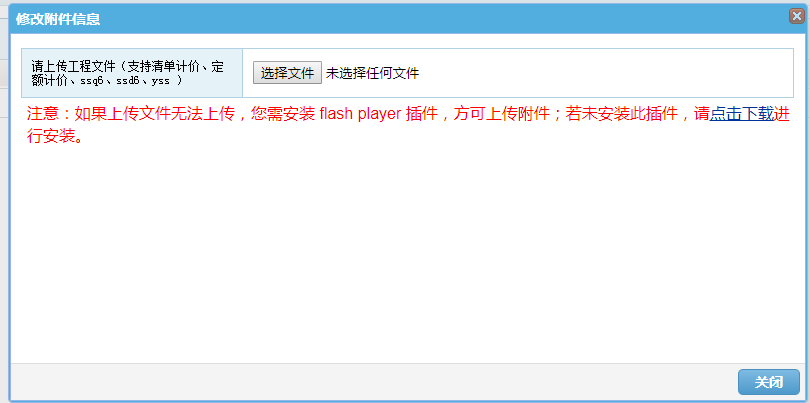 修改附件信息
请上传工程文件（支持清单计价、定
额计价、ssq6、ssd6、yss ）
选择文件 未选择任何文件
注意：如果上传文件无法上传，您需安装 flash player 插件，方可上传附件；若未安装此插件，请点击下载进
行安装。
关闭